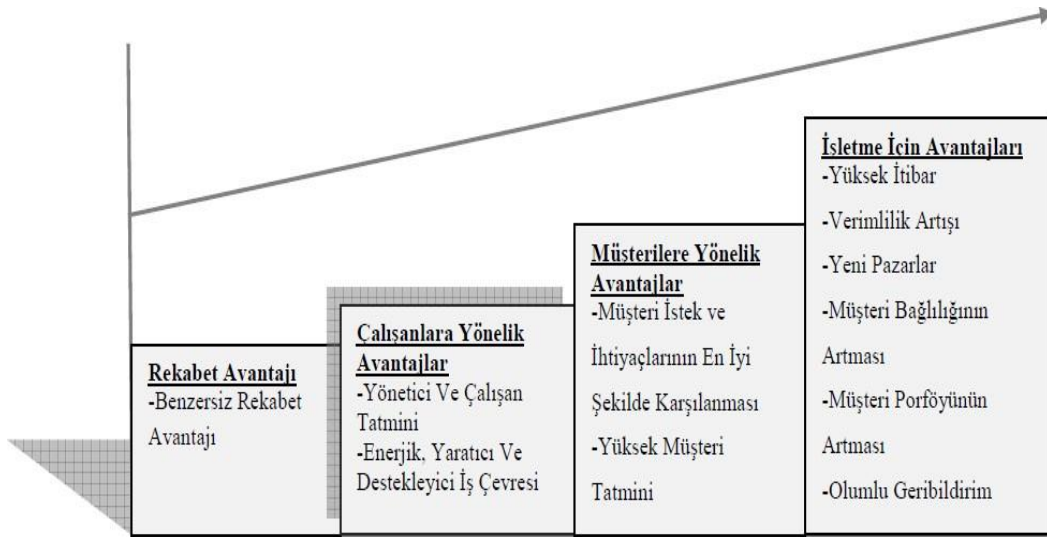 Rekabet Avantajı
-Benzersiz Rekabet
Avantajı
Çalışanlara Yönelik
Avantajlar
-Yönetici Ve Çalışan
Tatmini
-Enerjik, Yaratıcı Ve
Destekleyici İş Çevresi
Müşterilere Yönelik
Avantajlar
-Müşteri İstek ve
İhtiyaçlarının En İyi
Şekilde Karşılanması
-Yüksek Müşteri
Tatmini
İşletme İçin Avantajları
-Yüksek İtibar
-Verimlilik Artışı
-Yeni Pazarlar
-Müşteri Bağlılığının
Artması
-Müşteri Porföyünün
Artması
-Olumlu Geribildirim